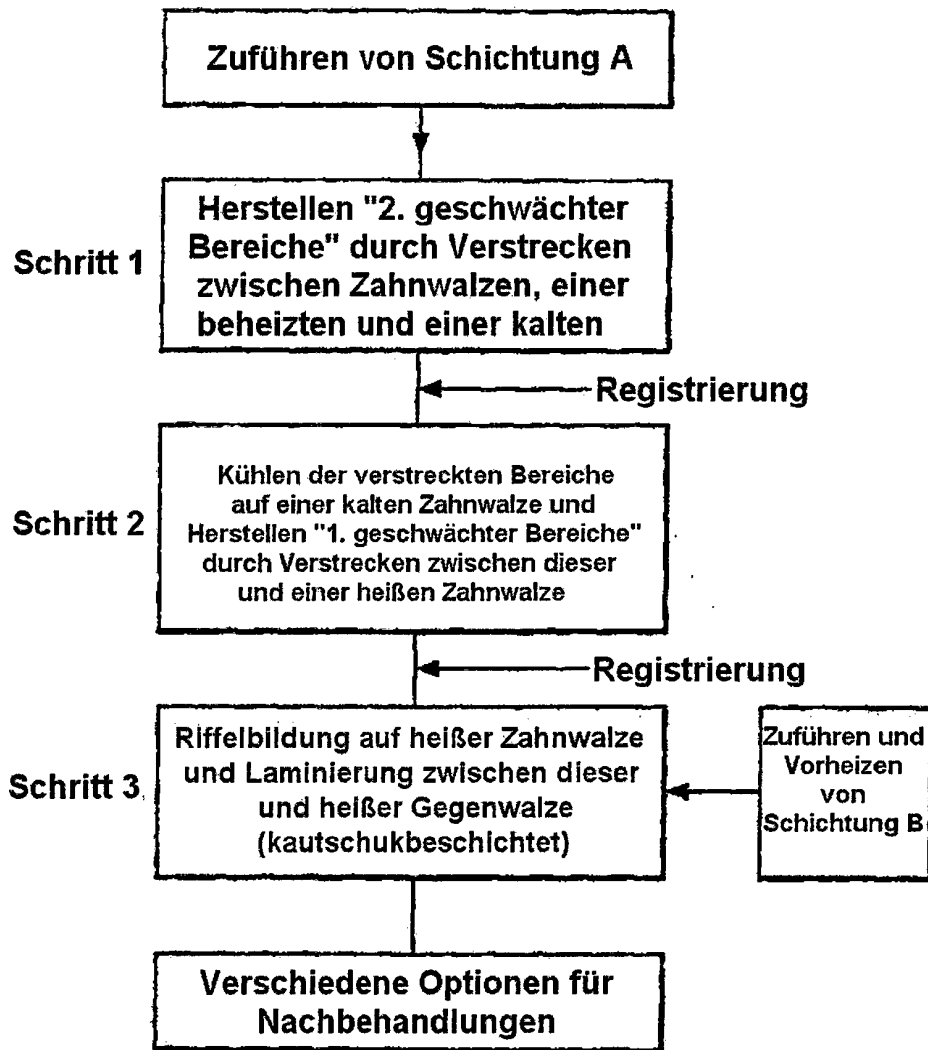 Zuführen von Schichtung A
Schritt 1
Herstellen "2. geschwächter
Bereiche" durch Verstrecken
zwischen Zahnwalzen, einer
beheizten und einer kalten
Registrierung
Schritt 2
Kühlen der verstreckten Bereiche
auf einer kalten Zahnwalze und
Herstellen "1. geschwächter Bereiche"
durch Verstrecken zwischen dieser
und einer heißen Zahnwalze
Registrierung
Schritt 3
Riffelbildung auf heißer Zahnwalze
und Laminierung zwischen dieser
und heißer Gegenwalze
(kautschukbeschichtet)
Zuführen und
Vorheizen
von
Schichtung B
Verschiedene Optionen für
Nachbehandlungen